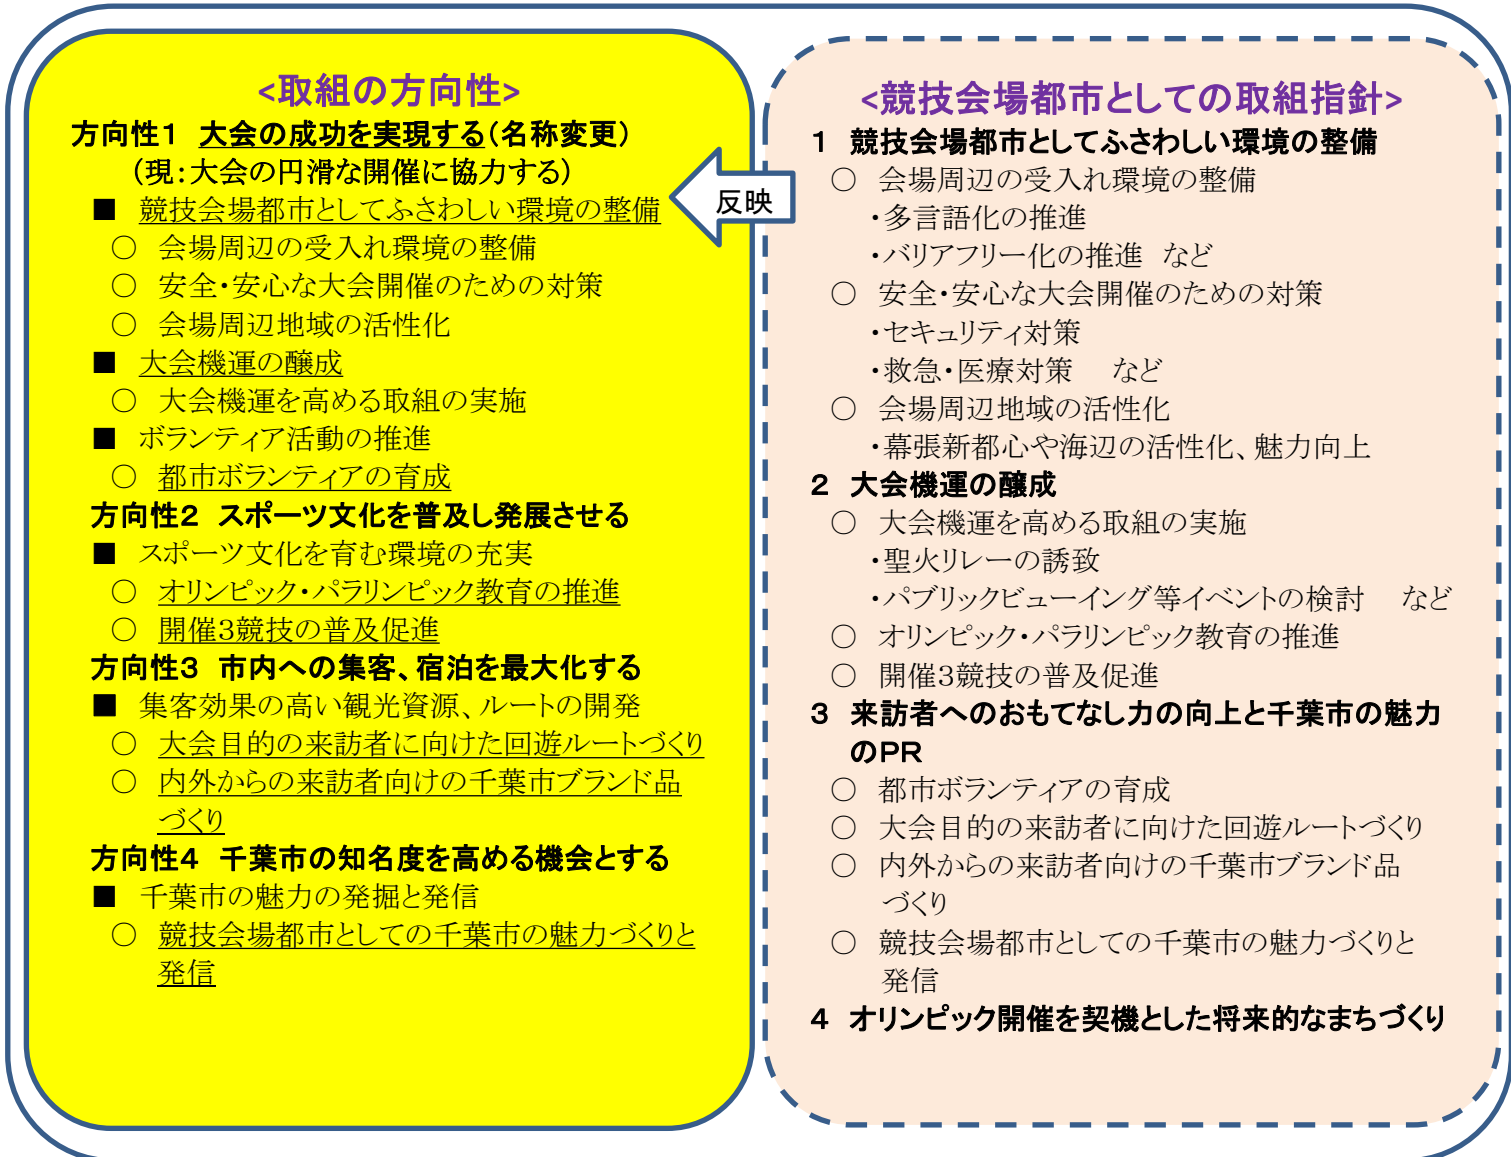 <取組の方向性>
方向性1　大会の成功を実現する(名称変更)
(現:大会の円滑な開催に協力する)
■　競技会場都市としてふさわしい環境の整備
○　会場周辺の受入れ環境の整備
○　安全・安心な大会開催のための対策
○　会場周辺地域の活性化
■　大会機運の醸成
○　大会機運を高める取組の実施
■　ボランティア活動の推進
○　都市ボランティアの育成
方向性2　スポーツ文化を普及し発展させる
■　スポーツ文化を育む環境の充実
○　オリンピック・パラリンピック教育の推進
○　開催3競技の普及促進
方向性3　市内への集客、宿泊を最大化する
■　集客効果の高い観光資源、ルートの開発
○　大会目的の来訪者に向けた回遊ルートづくり
○　内外からの来訪者向けの千葉市ブランド品
づくり
方向性4　千葉市の知名度を高める機会とする
■　千葉市の魅力の発掘と発信
○　競技会場都市としての千葉市の魅力づくりと
発信
反映
<競技会場都市としての取組指針>
1　競技会場都市としてふさわしい環境の整備
○　会場周辺の受入れ環境の整備
・多言語化の推進
・バリアフリー化の推進　など
○　安全・安心な大会開催のための対策
・セキュリティ対策
・救急・医療対策　など
○　会場周辺地域の活性化
・幕張新都心や海辺の活性化、魅力向上
2　大会機運の醸成
○　大会機運を高める取組の実施
・聖火リレーの誘致
・パブリックビューイング等イベントの検討　など
○　オリンピック・パラリンピック教育の推進
○　開催3競技の普及促進
3　来訪者へのおもてなし力の向上と千葉市の魅力
のPR
○　都市ボランティアの育成
○　大会目的の来訪者に向けた回遊ルートづくり
○　内外からの来訪者向けの千葉市ブランド品
づくり
○　競技会場都市としての千葉市の魅力づくりと
発信
4　オリンピック開催を契機とした将来的なまちづくり